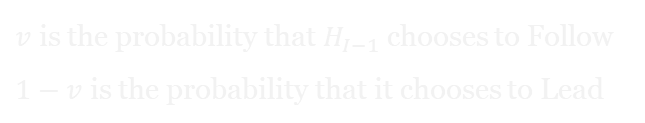 v is the probability that H_{I−1} chooses to Follow
1 − v is the probability that it chooses to Lead